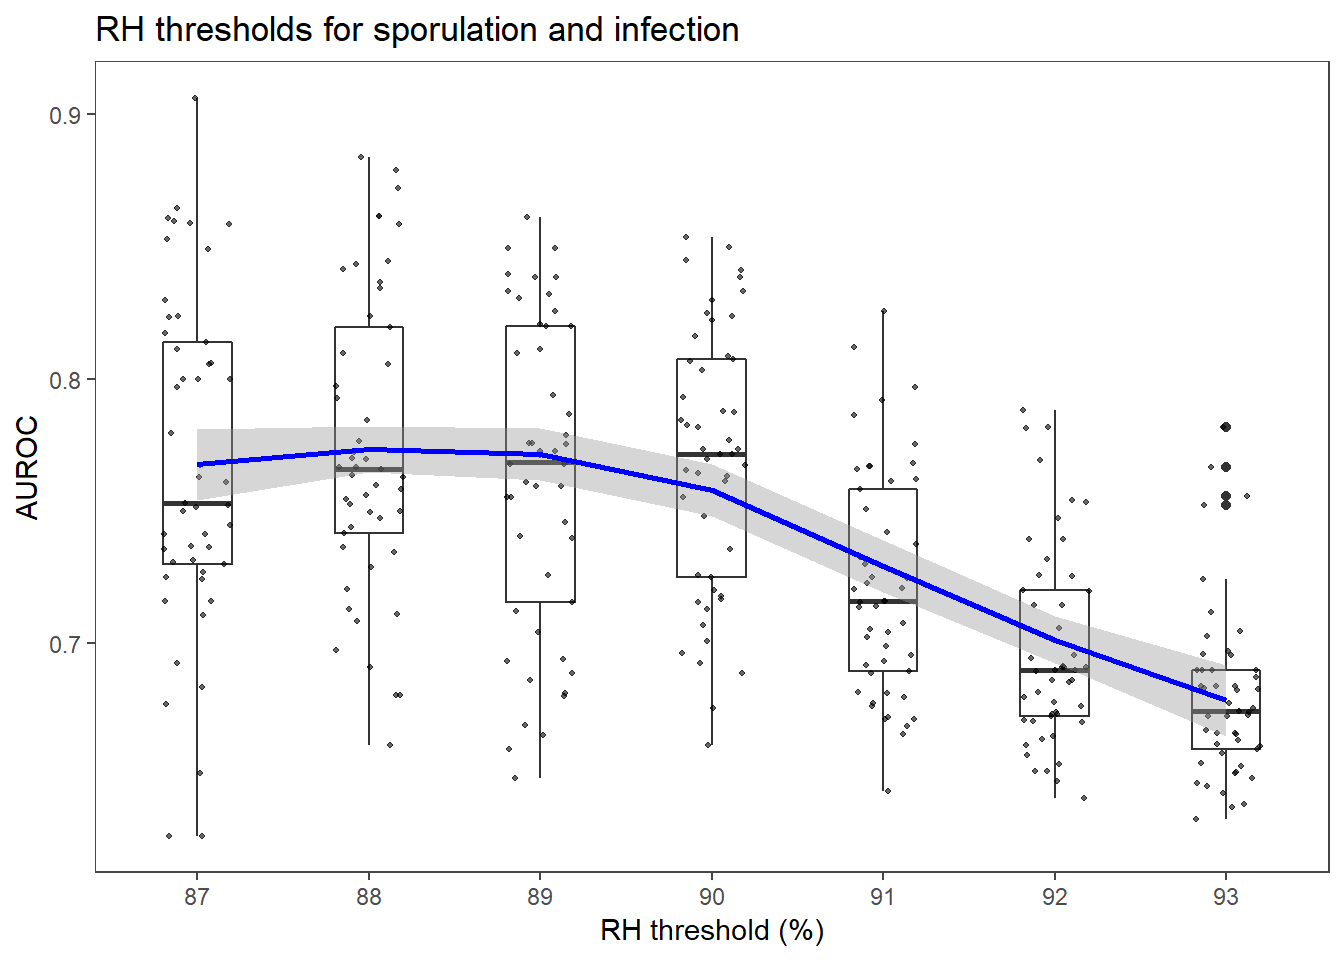 RH thresholds for sporulation and infection
0.9
0.8
0.7
AUROC
87 88 89 90 91 92 93
RH threshold (%)